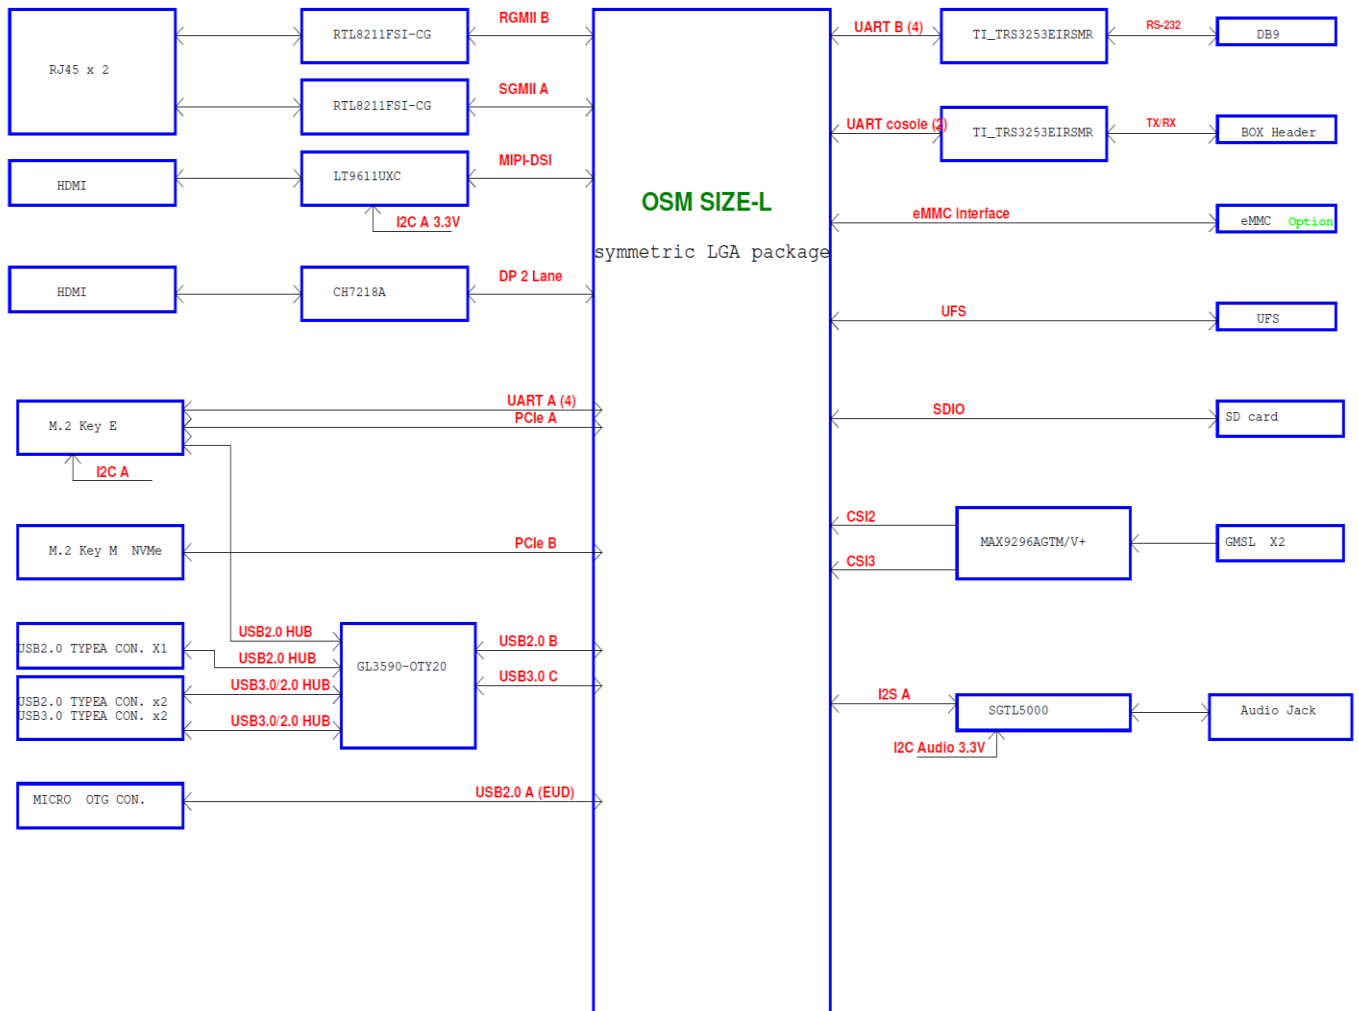 RJ45 x 2
RTL8211FSI-CG
RGMII B
RTL8211FSI-CG
SGMII A
HDMI
LT9611UXC
MIPI-DSI
I2C A 3.3V
HDMI
CH7218A
DP 2 Lane
M.2 Key E
UART A (4)
PCIe A
I2C A
M.2 Key M NVMe
PCIe B
USB2.0 TYPEA CON. X1
USB2.0 HUB
USB2.0 HUB
USB2.0 TYPEA CON. x2
USB3.0 TYPEA CON. x2
USB3.0/2.0 HUB
USB3.0/2.0 HUB
GL3590-OTY20
USB2.0 B
USB3.0 C
MICRO OTG CON.
USB2.0 A (EUD)
OSM SIZE-L
symmetric LGA package
UART B (4)
TI_TRS3253EIRSMR
RS-232
DB9
UART cosole (2)
TI_TRS3253EIRSMR
TX/RX
BOX Header
eMMC interface
eMMC Option
UFS
UFS
SDIO
SD card
CSI2
CSI3
MAX9296AGTM/V+
GMSL X2
I2S A
SGTL5000
Audio Jack
I2C Audio 3.3V